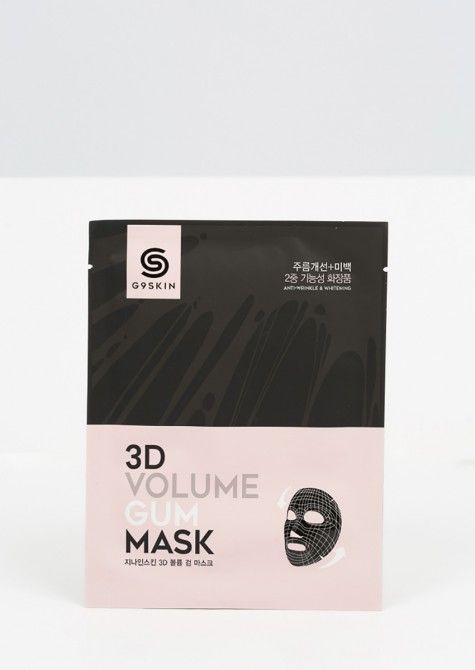 G9SKIN
주름개선+미백
2중 기능성 화장품
ANTI-WRINKLE & WHITENING
3D
VOLUME
GUM
MASK
지나인스킨 3D 볼륨 검 마스크